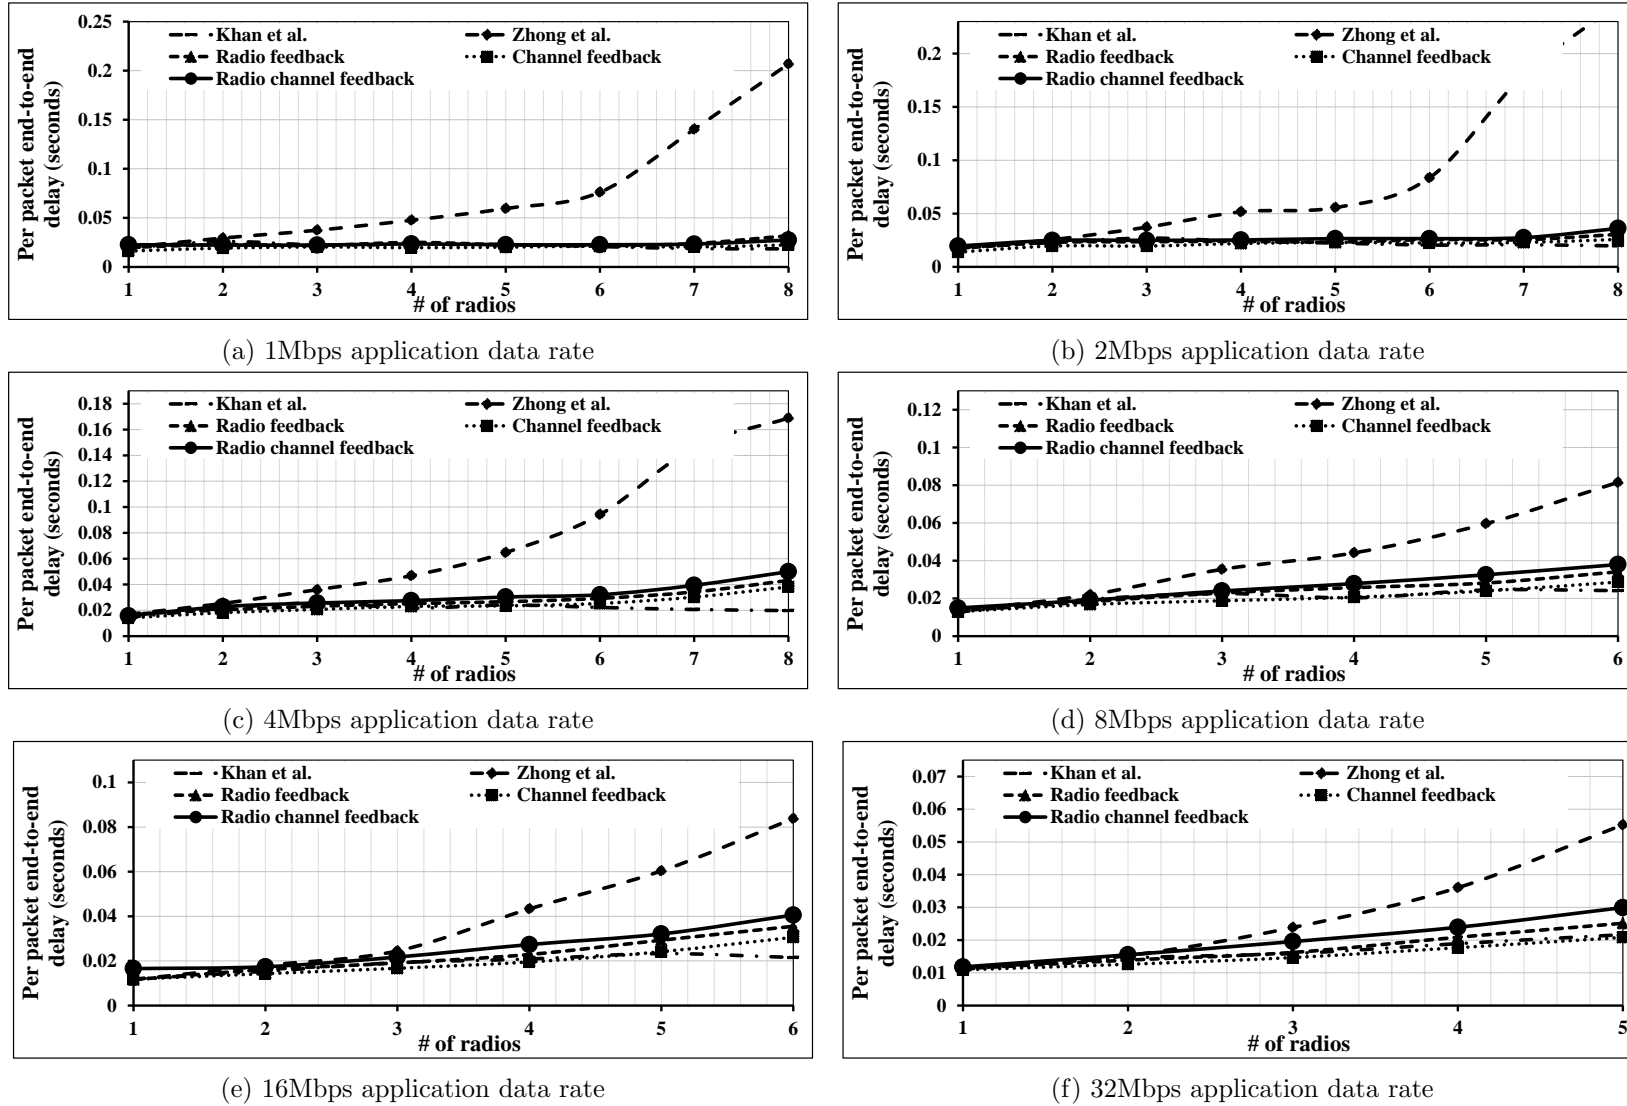 Per packet end-to-end
delay (seconds)
0.25
0.2
0.15
0.1
0.05
0
Khan et al.
Zhong et al.
Radio feedback
Channel feedback
Radio channel feedback
1 2 3 4 5 6 7 8
# of radios
(a) 1Mbps application data rate
Per packet end-to-end
delay (seconds)
0.2
0.15
0.1
0.05
0
Khan et al.
Zhong et al.
Radio feedback
Channel feedback
Radio channel feedback
1 2 3 4 5 6 7 8
# of radios
(b) 2Mbps application data rate
Per packet end-to-end
delay (seconds)
0.18
0.16
0.14
0.12
0.1
0.08
0.06
0.04
0.02
0
Khan et al.
Zhong et al.
Radio feedback
Channel feedback
Radio channel feedback
1 2 3 4 5 6 7 8
# of radios
(c) 4Mbps application data rate
Per packet end-to-end
delay (seconds)
0.12
0.1
0.08
0.06
0.04
0.02
0
Khan et al.
Zhong et al.
Radio feedback
Channel feedback
Radio channel feedback
1 2 3 4 5 6
# of radios
(d) 8Mbps application data rate
Per packet end-to-end
delay (seconds)
0.1
0.08
0.06
0.04
0.02
0
Khan et al.
Zhong et al.
Radio feedback
Channel feedback
Radio channel feedback
1 2 3 4 5 6
# of radios
(e) 16Mbps application data rate
Per packet end-to-end
delay (seconds)
0.07
0.06
0.05
0.04
0.03
0.02
0.01
0
Khan et al.
Zhong et al.
Radio feedback
Channel feedback
Radio channel feedback
1 2 3 4 5
# of radios
(f) 32Mbps application data rate